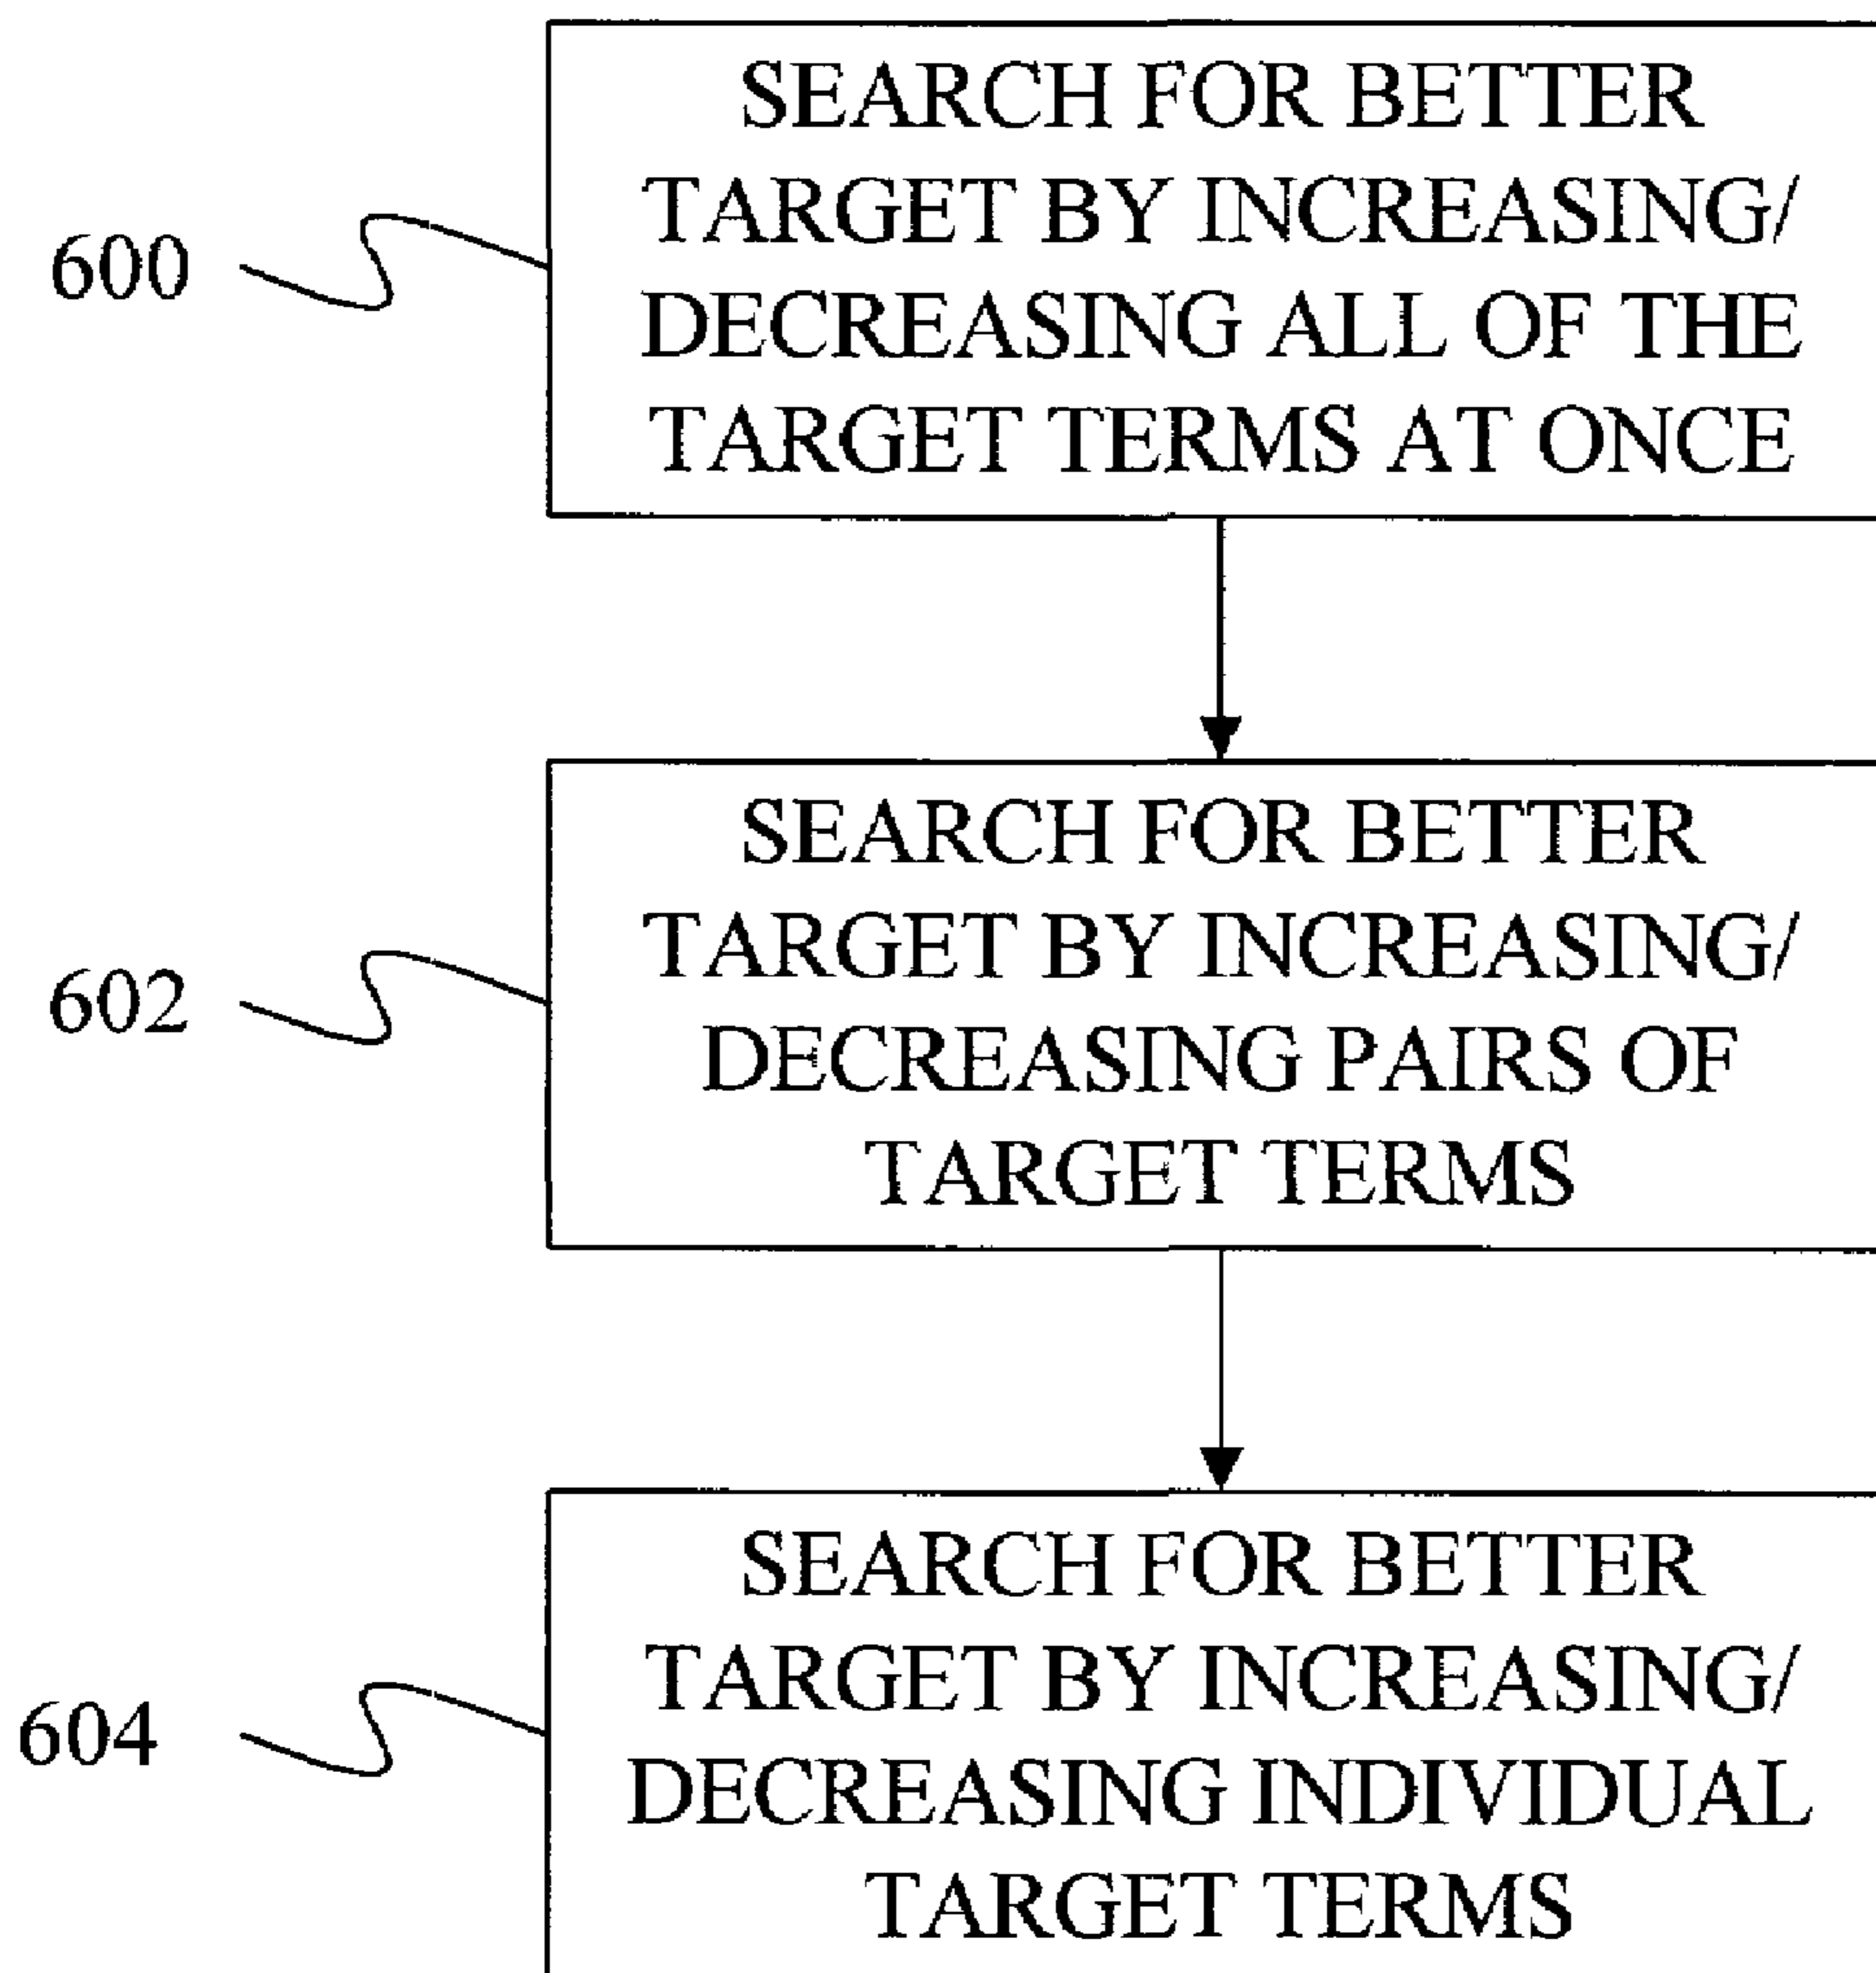 600
SEARCH FOR BETTER
TARGET BY INCREASING/
DECREASING ALL OF THE
TARGET TERMS AT ONCE
602
SEARCH FOR BETTER
TARGET BY INCREASING/
DECREASING PAIRS OF
TARGET TERMS
604
SEARCH FOR BETTER
TARGET BY INCREASING/
DECREASING INDIVIDUAL
TARGET TERMS